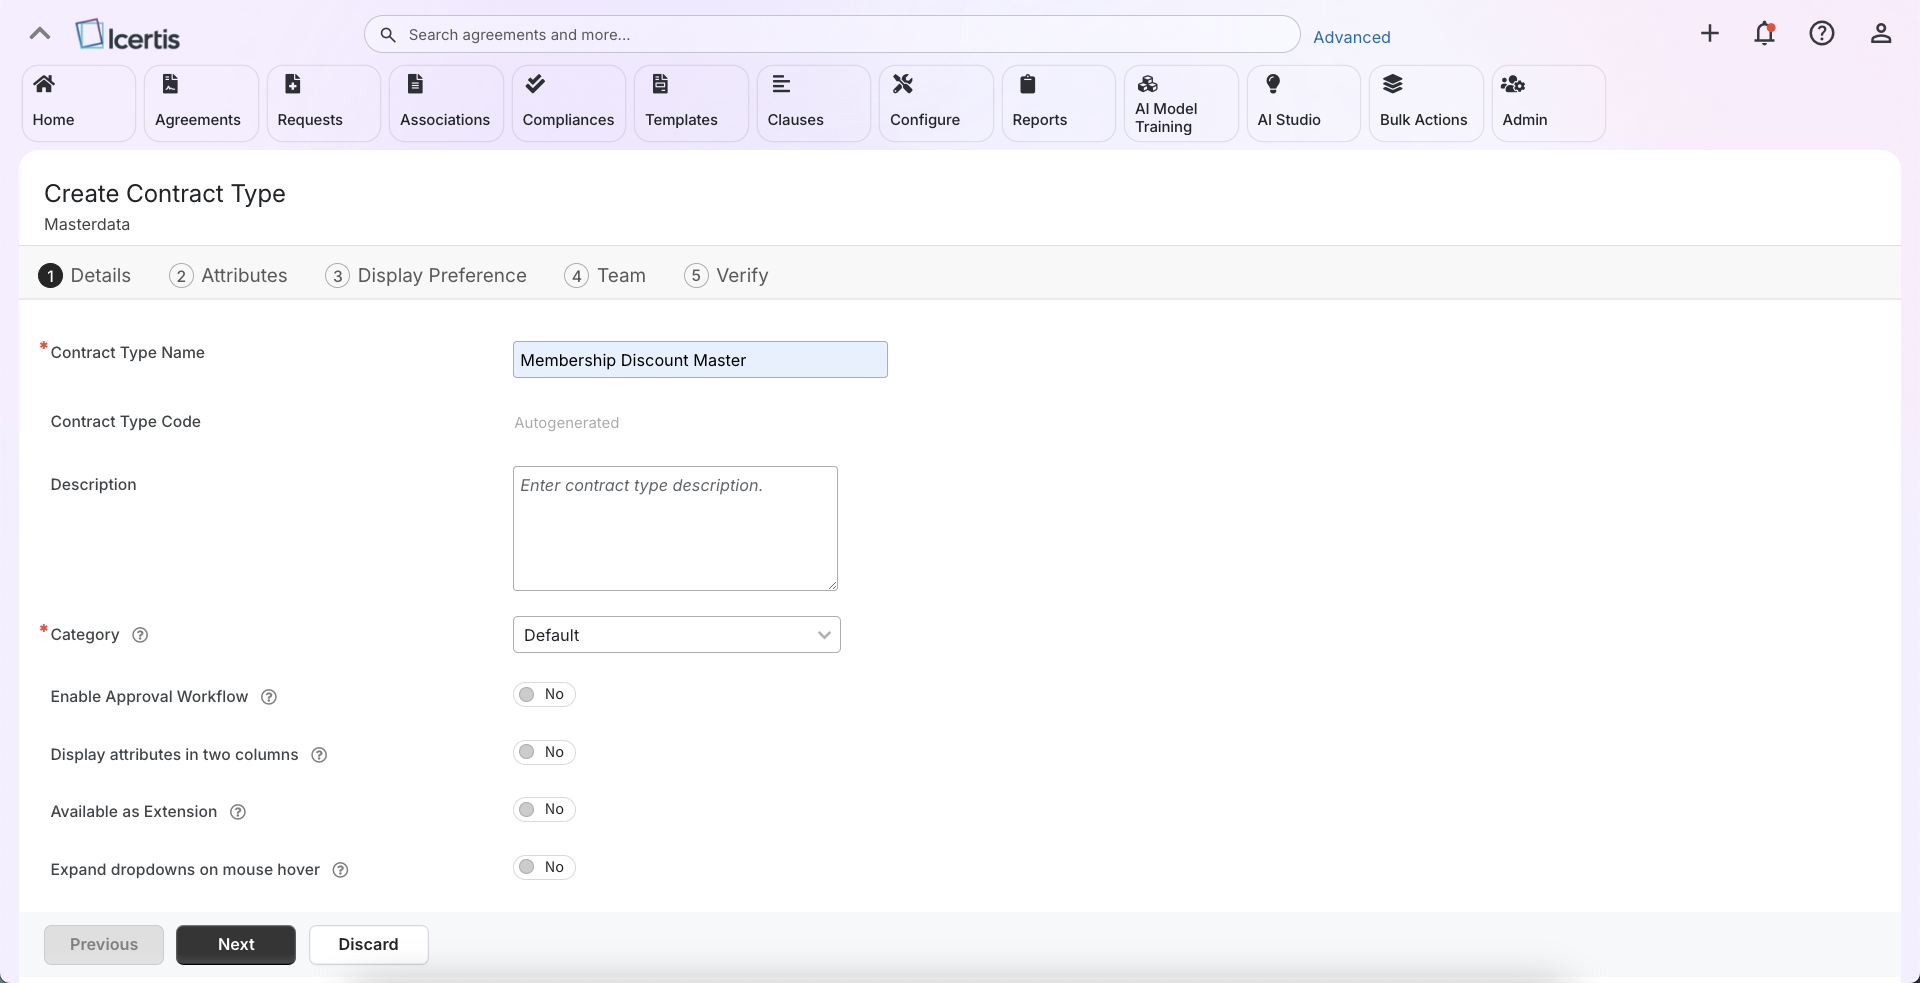 Icertis
Search agreements and more...
Advanced
Home
Agreements
Requests
Associations
Compliances
Templates
Clauses
Configure
Reports
AI Model
Training
AI Studio
Bulk Actions
Admin
Create Contract Type
Masterdata
1 Details
2 Attributes
3 Display Preference
4 Team
5 Verify
* Contract Type Name
Membership Discount Master
Contract Type Code
Autogenerated
Description
Enter contract type description.
* Category ?
Default
Enable Approval Workflow ?
No
Display attributes in two columns ?
No
Available as Extension ?
No
Expand dropdowns on mouse hover ?
No
Previous
Next
Discard